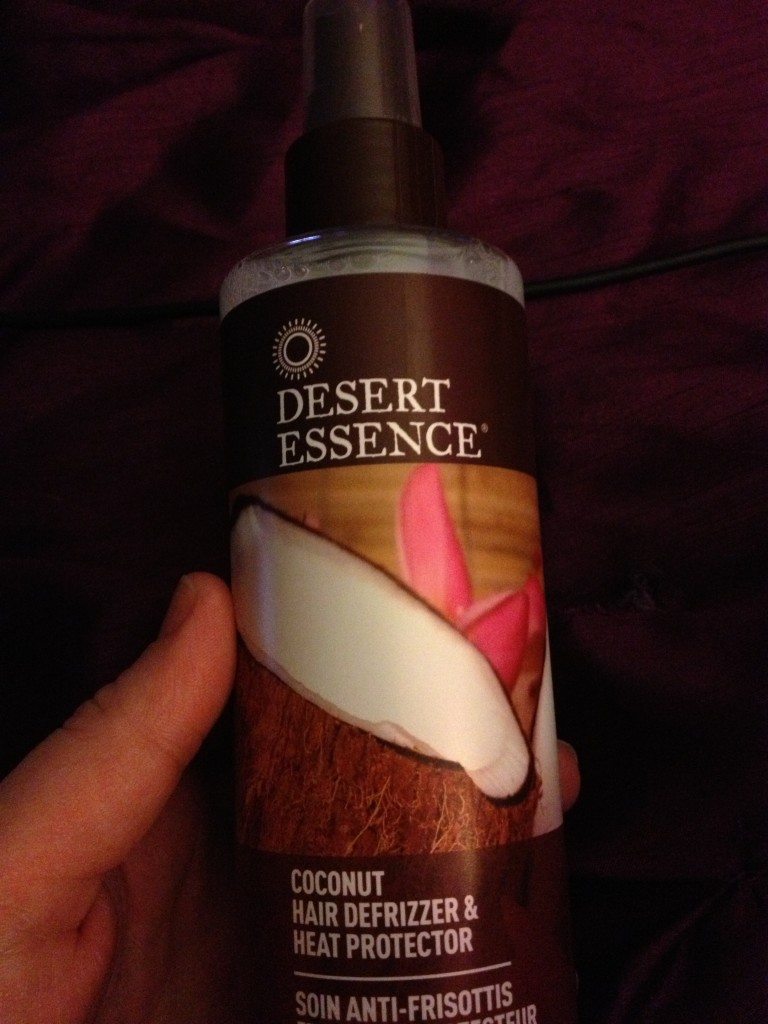 DESERT
ESSENCE®
COCONUT
HAIR DEFRIZZER &
HEAT PROTECTOR
SOIN ANTI-FRISOTTIS